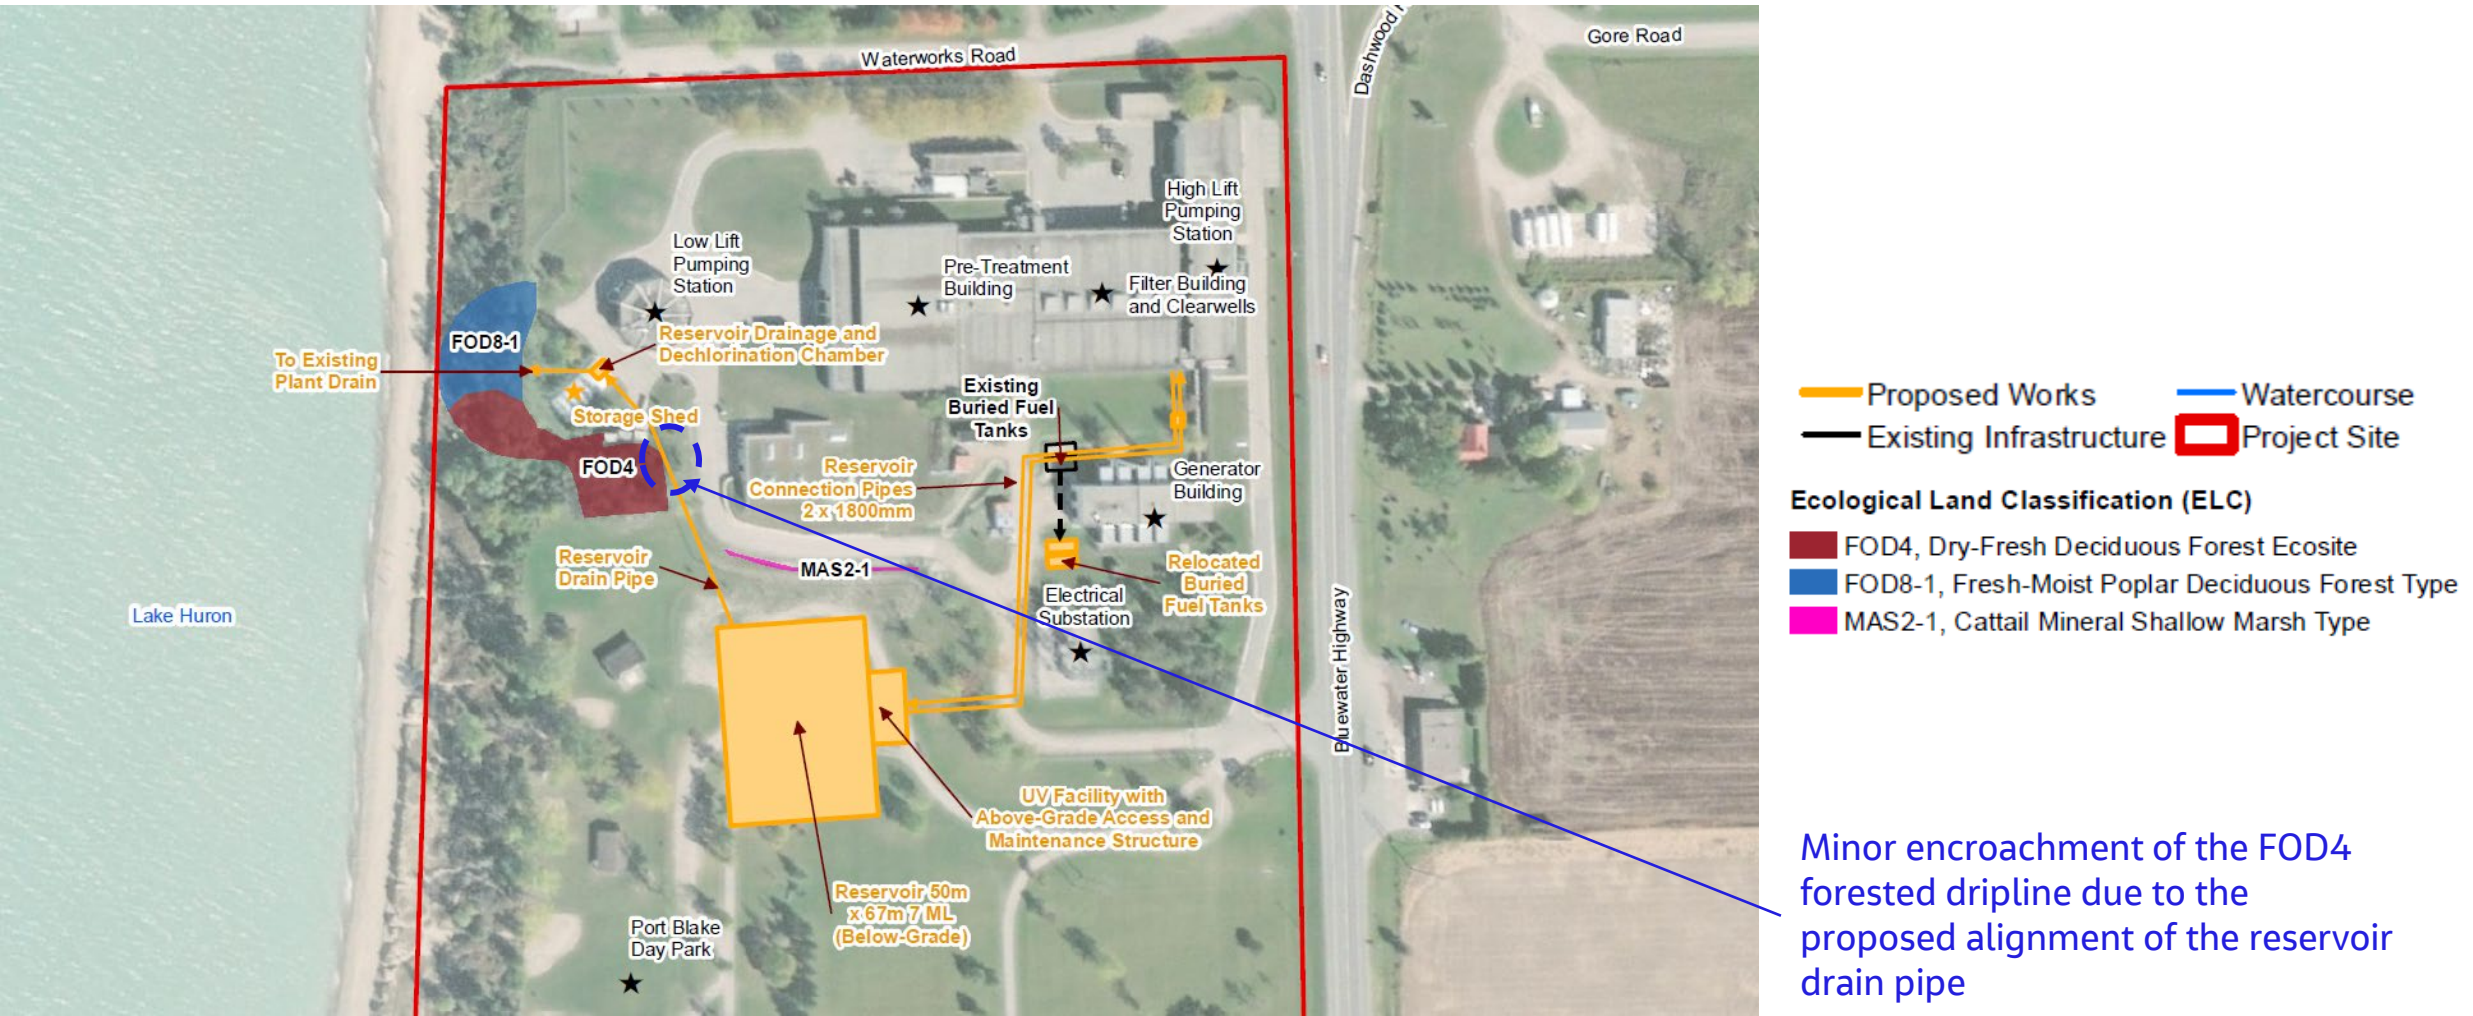 Waterworks Road
Dashwood
Gore Road
High Lift
Pumping
Station
Low Lift
Pumping
Station
Pre-Treatment
Building
Filter Building
and Clearwells
FOD8-1
Reservoir Drainage and
Dechlorination Chamber
To Existing
Plant Drain
Existing
Buried Fuel
Tanks
Storage Shed
FOD4
Reservoir
Connection Pipes
2 x 1800mm
Generator
Building
Reservoir
Drain Pipe
MAS2-1
Relocated
Buried
Fuel Tanks
Electrical
Substation
Lake Huron
Bluewater Highway
UV Facility with
Above-Grade Access and
Maintenance Structure
Reservoir 50m
x 67m 7 ML
(Below-Grade)
Port Blake
Day Park
Proposed Works
Watercourse
Existing Infrastructure
Project Site
Ecological Land Classification (ELC)
FOD4, Dry-Fresh Deciduous Forest Ecosite
FOD8-1, Fresh-Moist Poplar Deciduous Forest Type
MAS2-1, Cattail Mineral Shallow Marsh Type
Minor encroachment of the FOD4
forested dripline due to the
proposed alignment of the reservoir
drain pipe